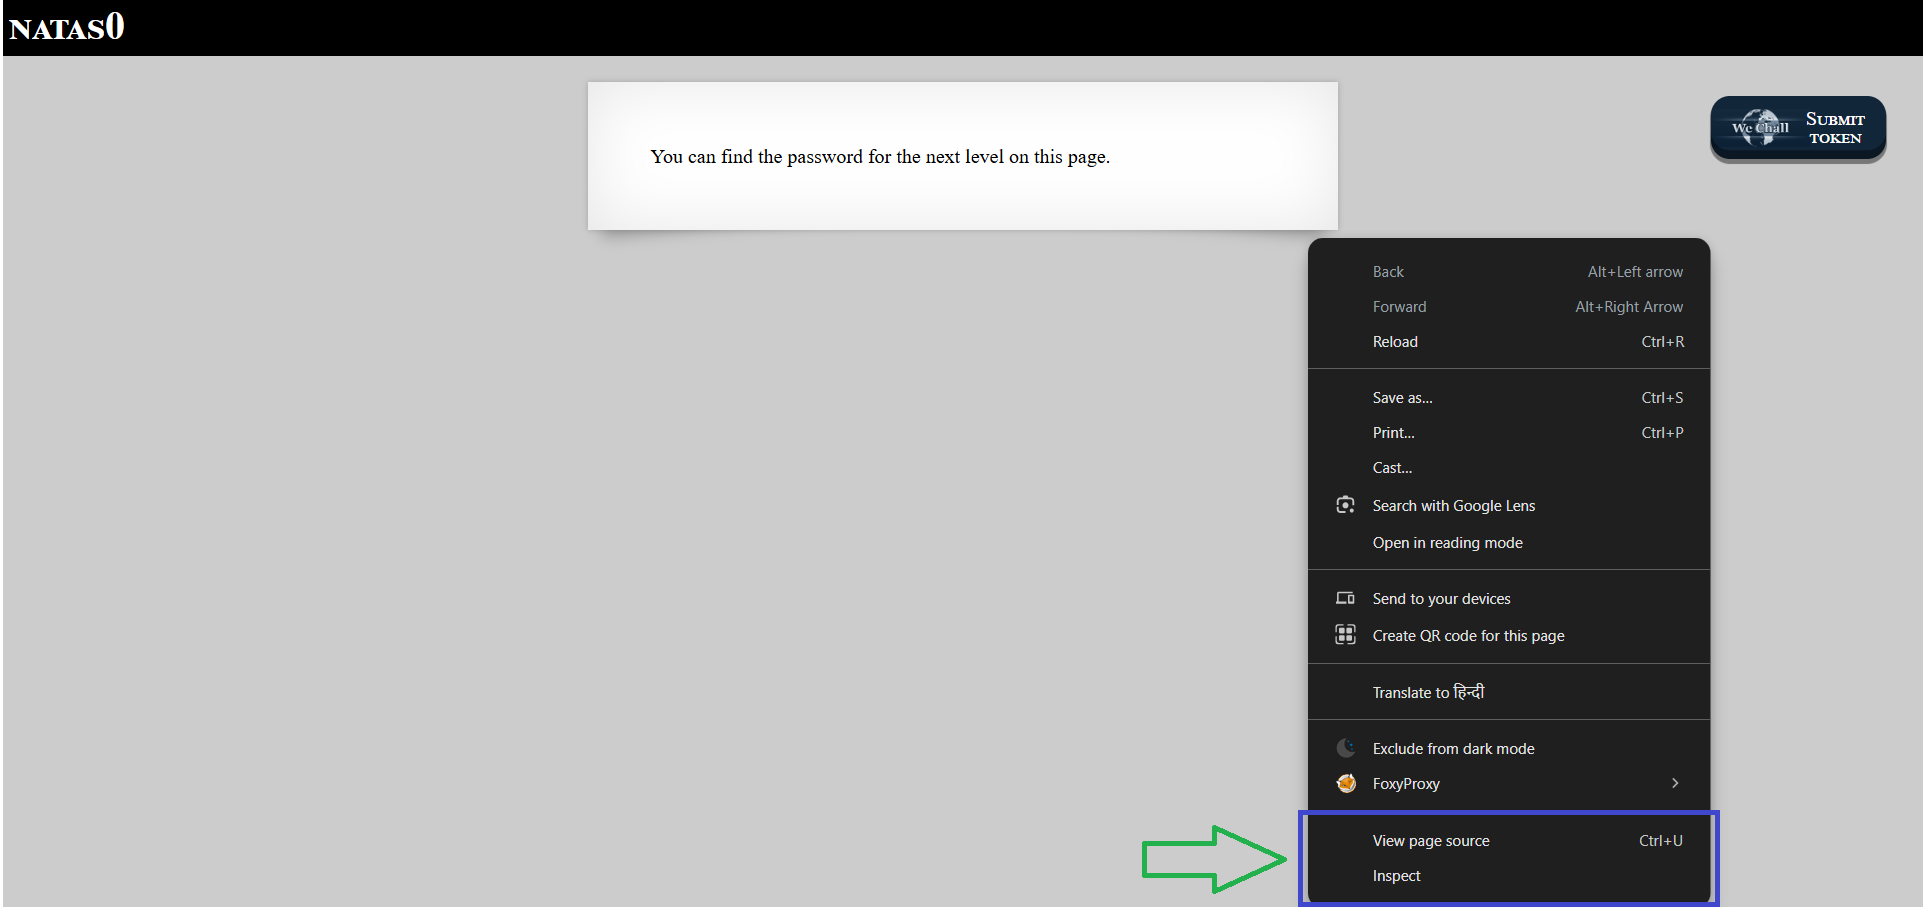 NATAS0
You can find the password for the next level on this page.
We Chall
SUBMIT
TOKEN
Back Alt+Left arrow
Forward Alt+Right Arrow
Reload Ctrl+R
Save as... Ctrl+S
Print... Ctrl+P
Cast...
Search with Google Lens
Open in reading mode
Send to your devices
Create QR code for this page
Translate to हिन्दी
Exclude from dark mode
FoxyProxy
View page source Ctrl+U
Inspect